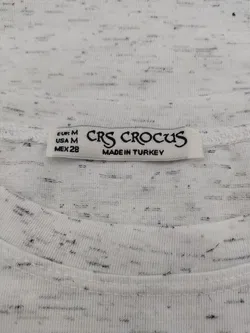 EUR M
USA M
MEX 28
CRS CROCUS
MADE IN TURKEY